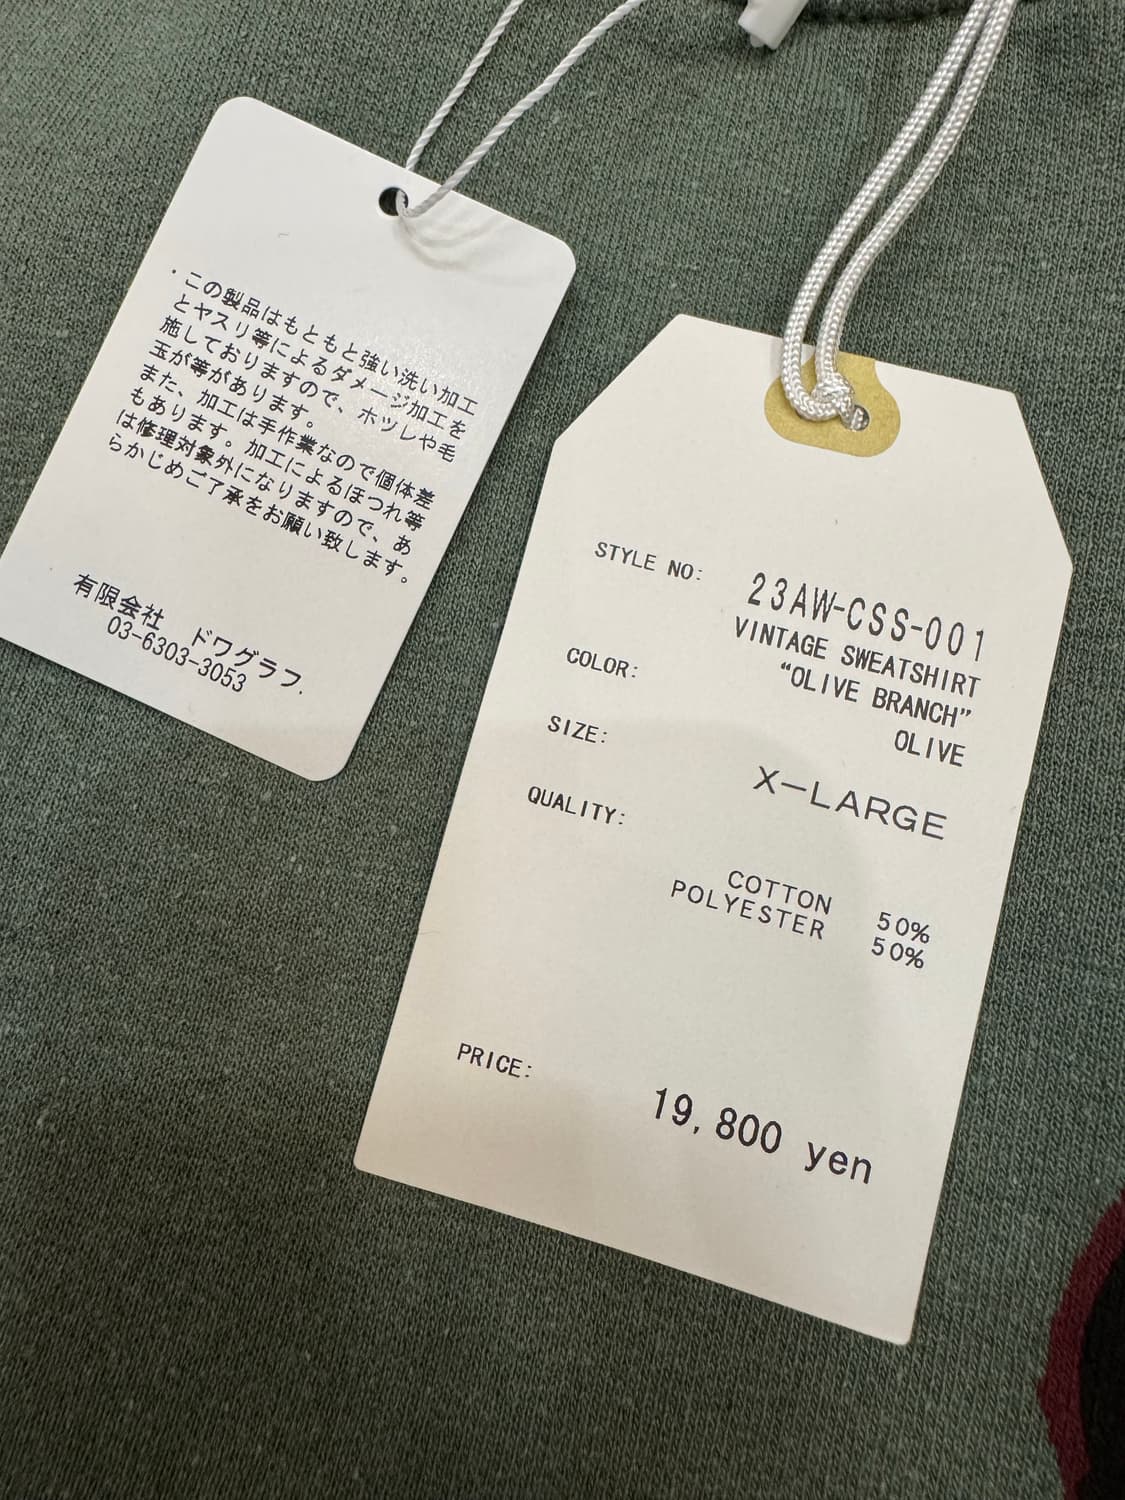 ・この製品はもともと強い洗い加工
とヤスリ等によるダメージ加工を
施しておりますので、ホツレや毛
玉が等があります。
また、加工は手作業なので個体差
もあります。加工によるほつれ等
は修理対象外になりますので、あ
らかじめご了承をお願い致します。
有限会社 ドワグラフ.
03-6303-3053
STYLE NO: 23AW-CSS-001
VINTAGE SWEATSHIRT
“OLIVE BRANCH”
COLOR: OLIVE
SIZE: X-LARGE
QUALITY:
COTTON 50%
POLYESTER 50%
PRICE:
19,800 yen